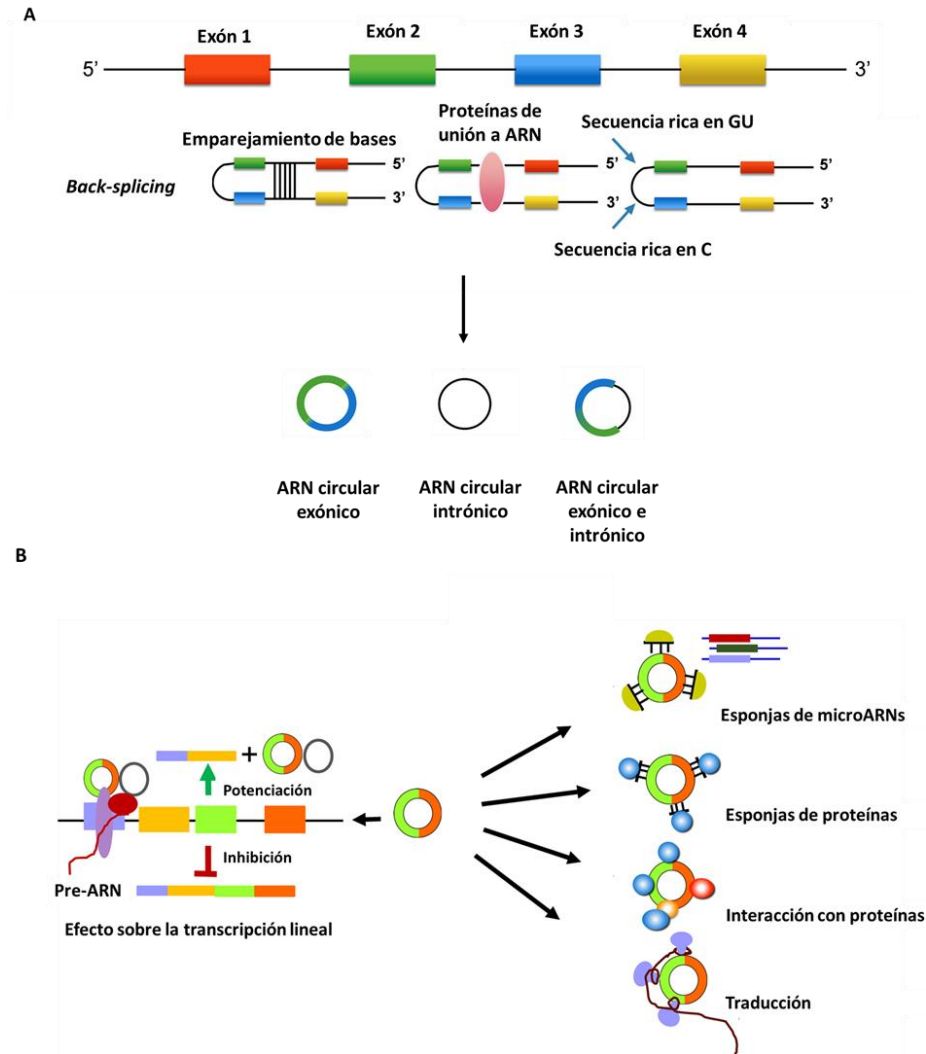 A
Exón 1
Exón 2
Exón 3
Exón 4
5’
3’
Back-splicing
Emparejamiento de bases
5’
3’
Proteínas de
unión a ARN
5’
3’
Secuencia rica en GU
5’
3’
Secuencia rica en C
ARN circular
exónico
ARN circular
intrónico
ARN circular
exónico e
intrónico
B
+
Potenciación
Inhibición
Pre-ARN
Efecto sobre la transcripción lineal
Esponjas de microARNs
Esponjas de proteínas
Interacción con proteínas
Traducción